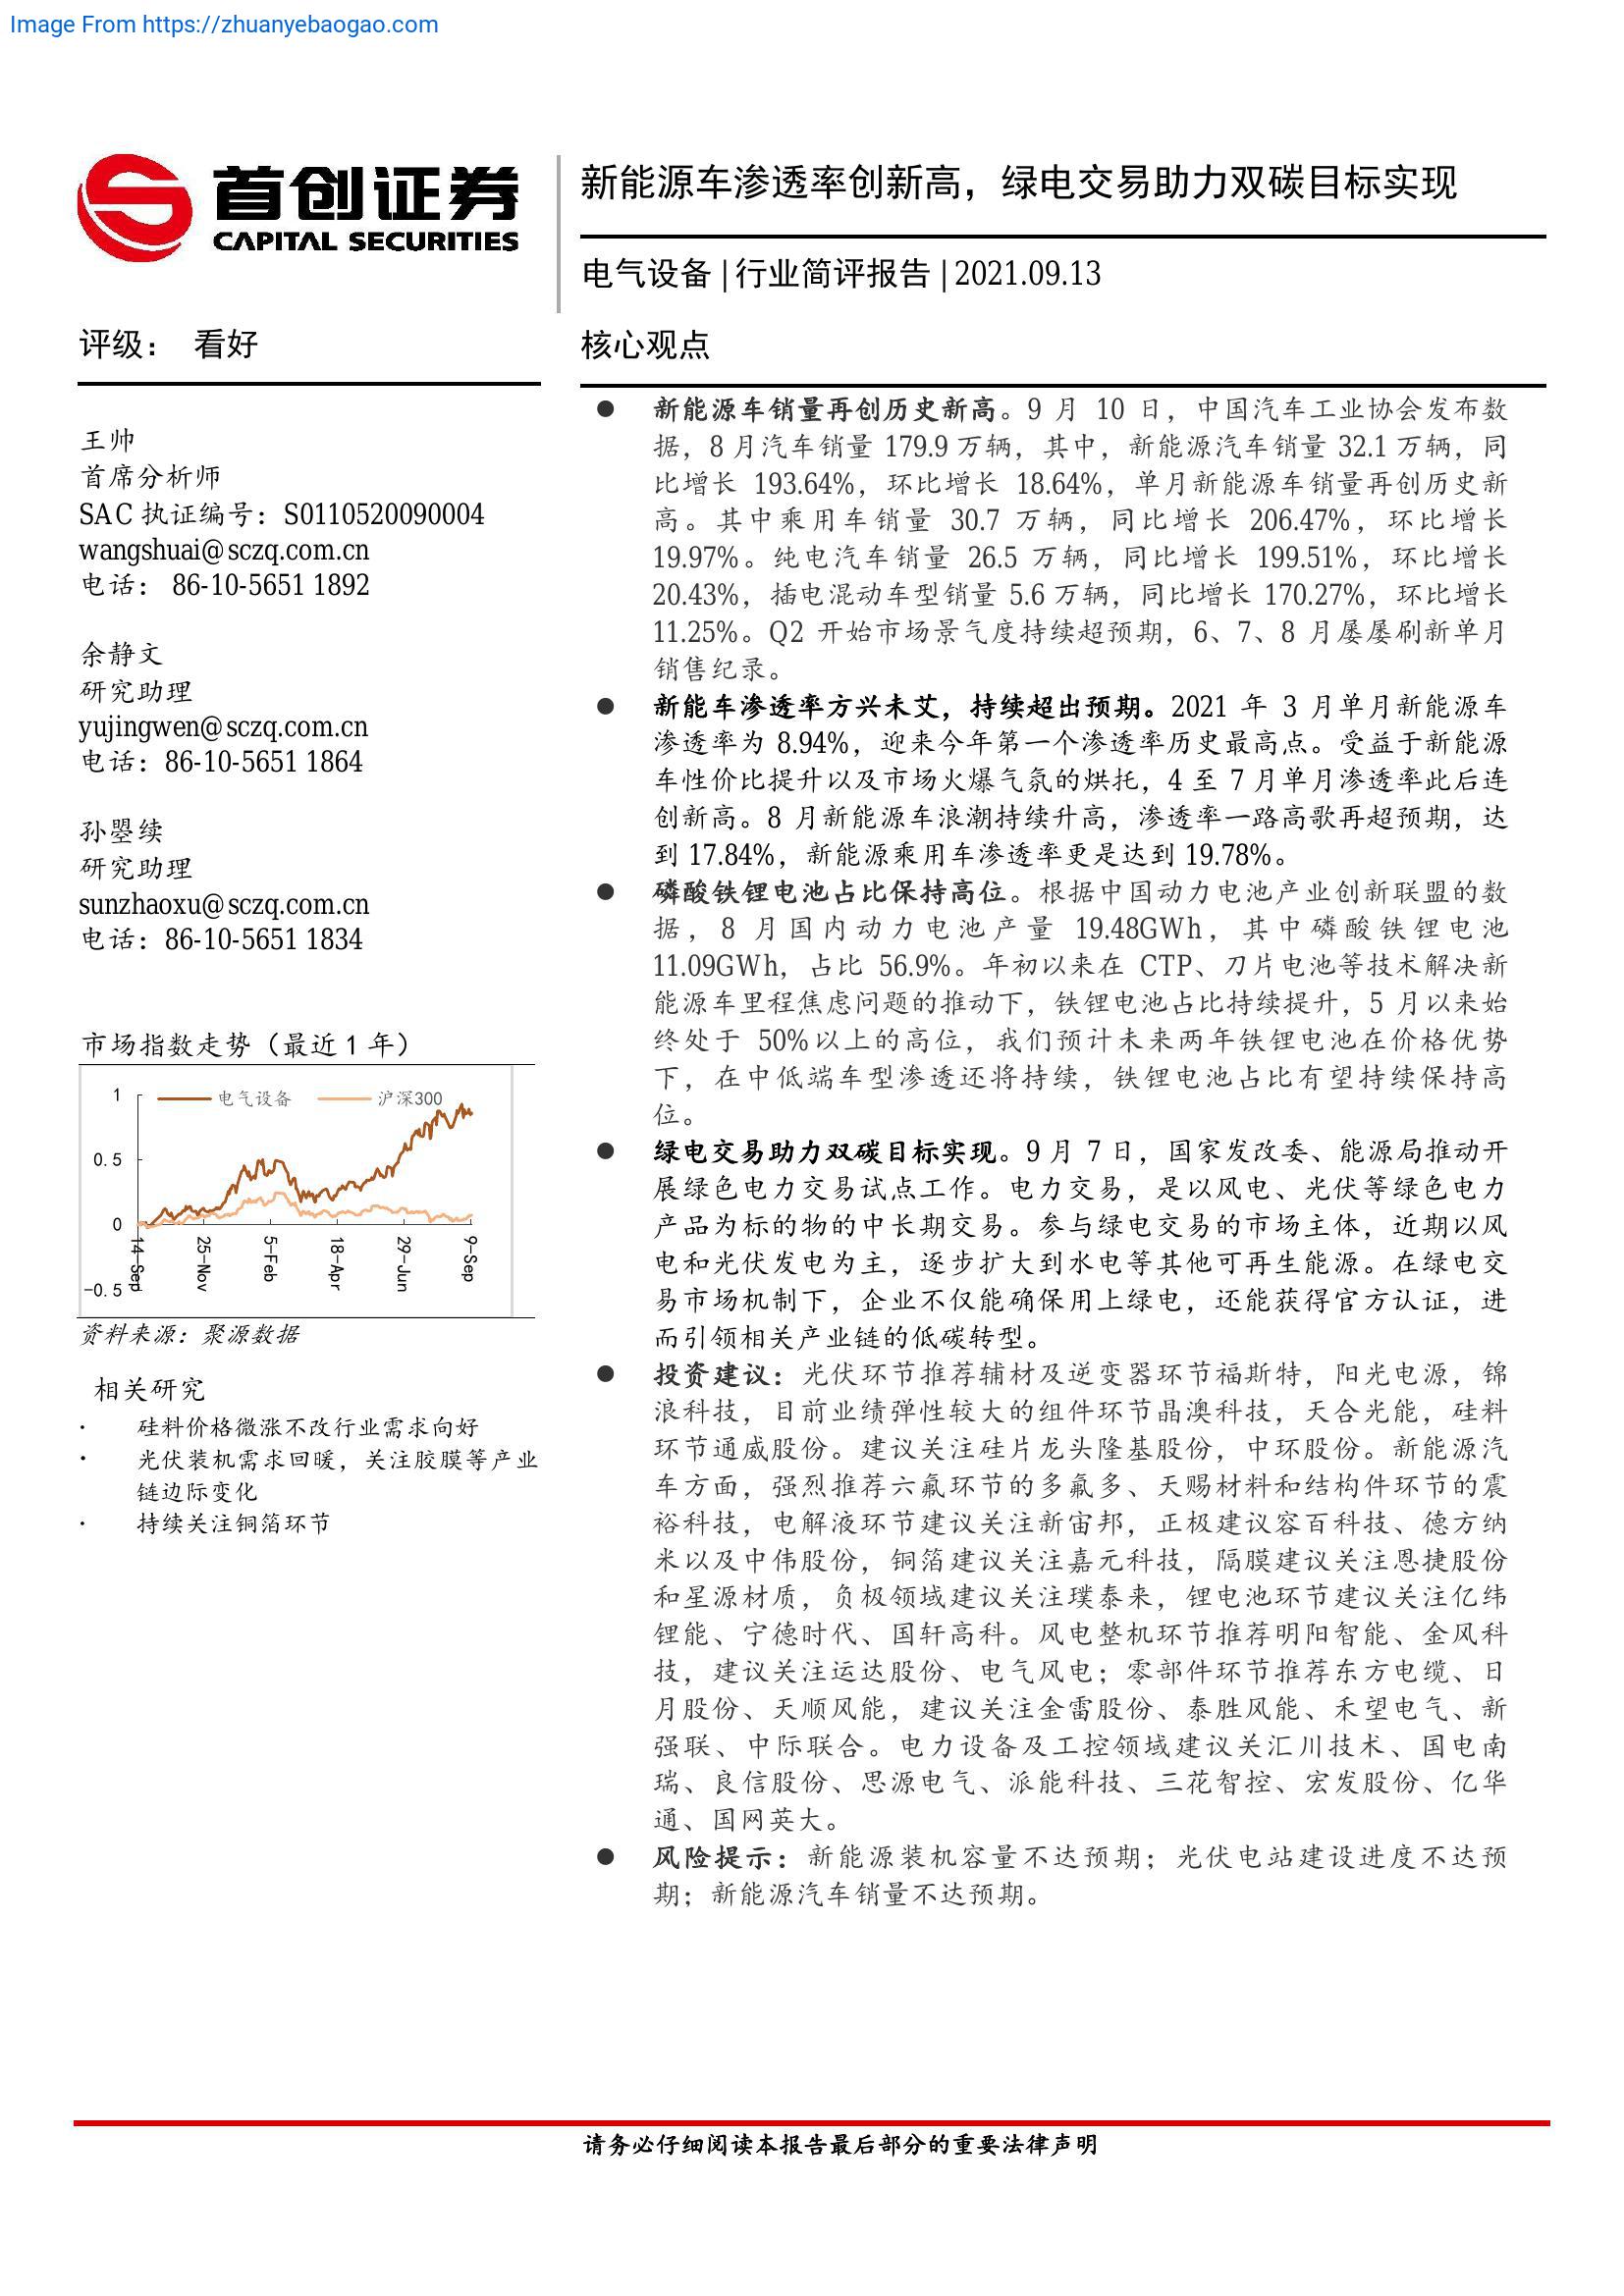 Image From https://zhuanyebaogao.com
首创证券
CAPITAL SECURITIES
新能源车渗透率创新高，绿电交易助力双碳目标实现
电气设备 | 行业简评报告 | 2021.09.13
评级： 看好
王帅
首席分析师
SAC 执证编号：S0110520090004
wangshuai@sczq.com.cn
电话： 86-10-5651 1892
余静文
研究助理
yujingwen@sczq.com.cn
电话：86-10-5651 1864
孙曌续
研究助理
sunzhaoxu@sczq.com.cn
电话：86-10-5651 1834
市场指数走势（最近 1 年）
电气设备 沪深300
1
0.5
0
-0.5
14-Sep 25-Nov 5-Feb 18-Apr 29-Jun 9-Sep
资料来源：聚源数据
相关研究
· 硅料价格微涨不改行业需求向好
· 光伏装机需求回暖，关注胶膜等产业
链边际变化
· 持续关注铜箔环节
核心观点
● 新能源车销量再创历史新高。9 月 10 日，中国汽车工业协会发布数
据，8 月汽车销量 179.9 万辆，其中，新能源汽车销量 32.1 万辆，同
比增长 193.64%，环比增长 18.64%，单月新能源车销量再创历史新
高。其中乘用车销量 30.7 万辆，同比增长 206.47%，环比增长
19.97%。纯电汽车销量 26.5 万辆，同比增长 199.51%，环比增长
20.43%，插电混动车型销量 5.6 万辆，同比增长 170.27%，环比增长
11.25%。Q2 开始市场景气度持续超预期，6、7、8 月屡屡刷新单月
销售纪录。
● 新能车渗透率方兴未艾，持续超出预期。2021 年 3 月单月新能源车
渗透率为 8.94%，迎来今年第一个渗透率历史最高点。受益于新能源
车性价比提升以及市场火爆气氛的烘托，4 至 7 月单月渗透率此后连
创新高。8 月新能源车浪潮持续升高，渗透率一路高歌再超预期，达
到 17.84%，新能源乘用车渗透率更是达到 19.78%。
● 磷酸铁锂电池占比保持高位。根据中国动力电池产业创新联盟的数
据，8 月国内动力电池产量 19.48GWh，其中磷酸铁锂电池
11.09GWh，占比 56.9%。年初以来在 CTP、刀片电池等技术解决新
能源车里程焦虑问题的推动下，铁锂电池占比持续提升，5 月以来始
终处于 50%以上的高位，我们预计未来两年铁锂电池在价格优势
下，在中低端车型渗透还将持续，铁锂电池占比有望持续保持高
位。
● 绿电交易助力双碳目标实现。9 月 7 日，国家发改委、能源局推动开
展绿色电力交易试点工作。电力交易，是以风电、光伏等绿色电力
产品为标的物的中长期交易。参与绿电交易的市场主体，近期以风
电和光伏发电为主，逐步扩大到水电等其他可再生能源。在绿电交
易市场机制下，企业不仅能确保用上绿电，还能获得官方认证，进
而引领相关产业链的低碳转型。
● 投资建议：光伏环节推荐辅材及逆变器环节福斯特，阳光电源，锦
浪科技，目前业绩弹性较大的组件环节晶澳科技，天合光能，硅料
环节通威股份。建议关注硅片龙头隆基股份，中环股份。新能源汽
车方面，强烈推荐六氟环节的多氟多、天赐材料和结构件环节的震
裕科技，电解液环节建议关注新宙邦，正极建议容百科技、德方纳
米以及中伟股份，铜箔建议关注嘉元科技，隔膜建议关注恩捷股份
和星源材质，负极领域建议关注璞泰来，锂电池环节建议关注亿纬
锂能、宁德时代、国轩高科。风电整机环节推荐明阳智能、金风科
技，建议关注运达股份、电气风电；零部件环节推荐东方电缆、日
月股份、天顺风能，建议关注金雷股份、泰胜风能、禾望电气、新
强联、中际联合。电力设备及工控领域建议关汇川技术、国电南
瑞、良信股份、思源电气、派能科技、三花智控、宏发股份、亿华
通、国网英大。
● 风险提示：新能源装机容量不达预期；光伏电站建设进度不达预
期；新能源汽车销量不达预期。
请务必仔细阅读本报告最后部分的重要法律声明